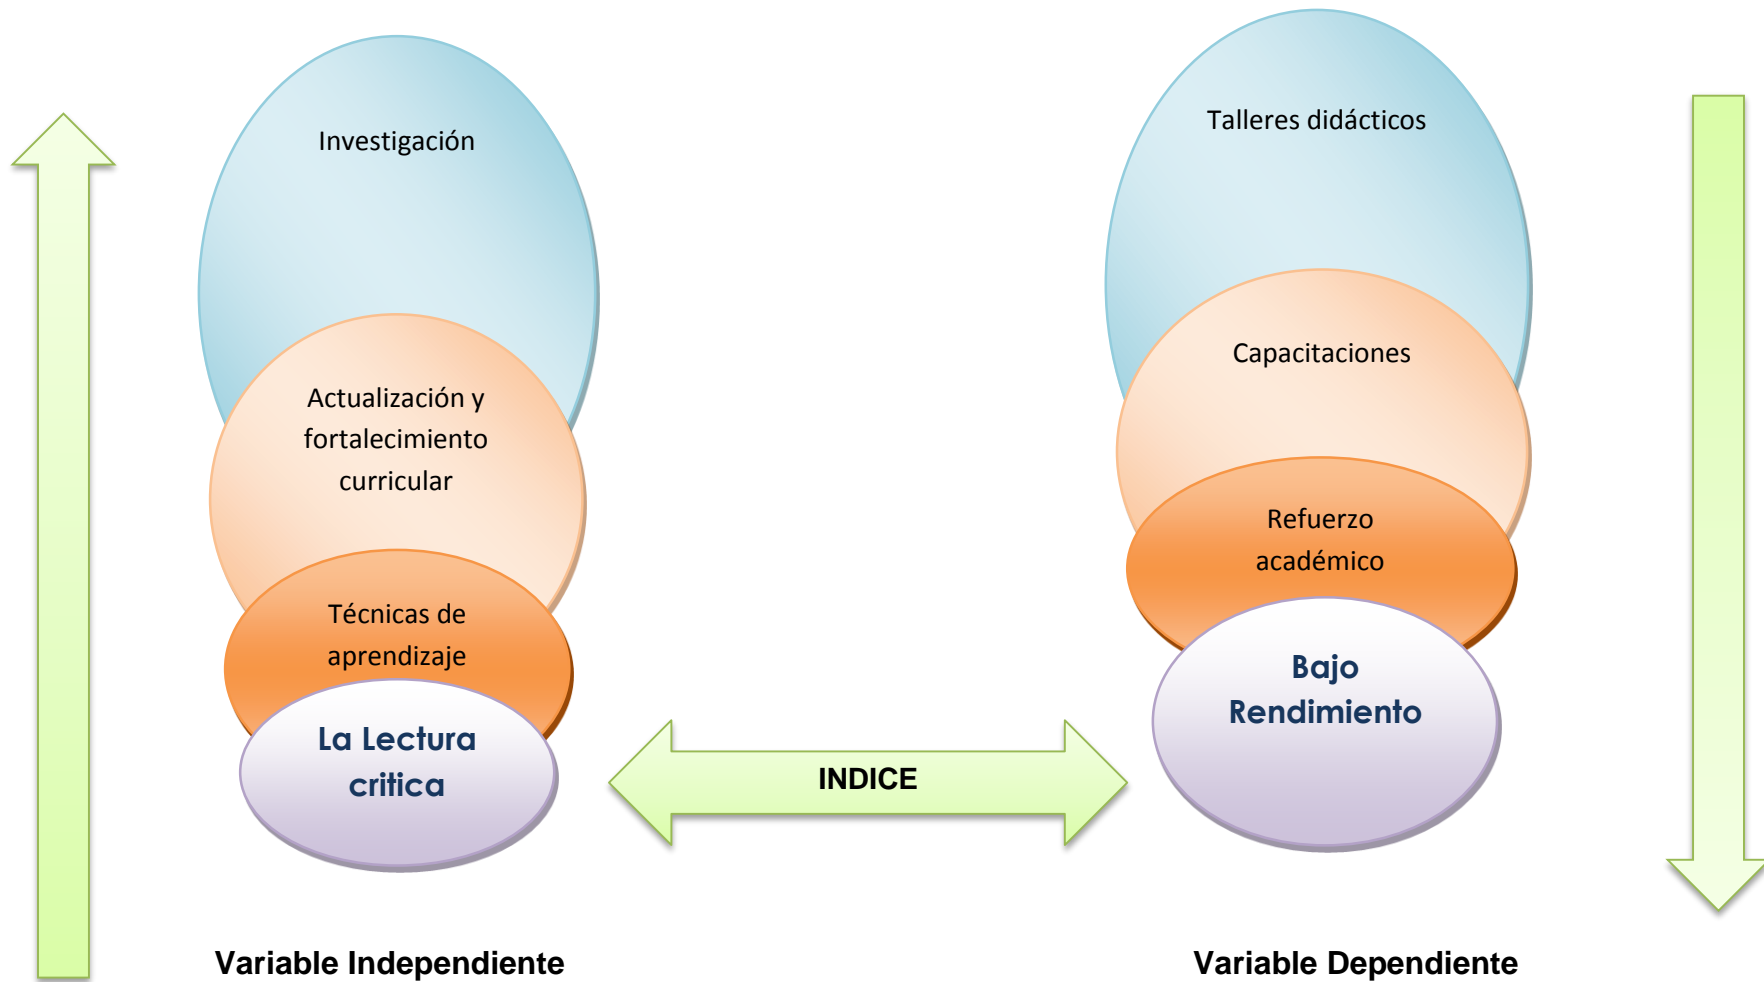 Investigación
Actualización y
fortalecimiento
curricular
Técnicas de
aprendizaje
La Lectura
critica
Variable Independiente
INDICE
Talleres didácticos
Capacitaciones
Refuerzo
académico
Bajo
Rendimiento
Variable Dependiente